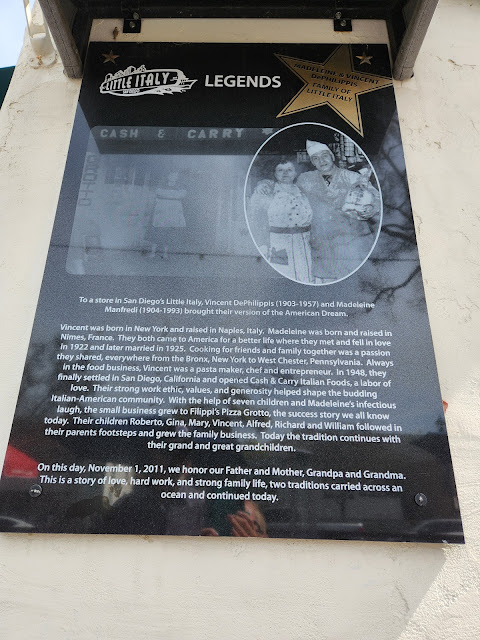 LITTLE ITALY
SAN DIEGO
LEGENDS
MADELEINE & VINCENT
DePHILIPPIS
FAMILY OF
LITTLE ITALY
CASH & CARRY
To a store in San Diego's Little Italy, Vincent DePhilippis (1903-1957) and Madeleine
Manfredi (1904-1993) brought their version of the American Dream.
Vincent was born in New York and raised in Naples, Italy. Madeleine was born and raised in
Nimes, France. They both came to America for a better life where they met and fell in love
in 1922 and later married in 1925. Cooking for friends and family together was a passion
they shared, everywhere from the Bronx, New York to West Chester, Pennsylvania. Always
in the food business, Vincent was a pasta maker, chef and entrepreneur. In 1948, they
finally settled in San Diego, California and opened Cash & Carry Italian Foods, a labor of
love. Their strong work ethic, values, and generosity helped shape the budding
Italian-American community. With the help of seven children and Madeleine's infectious
laugh, the small business grew to Filippi's Pizza Grotto, the success story we all know
today. Their children Roberto, Gina, Mary, Vincent, Alfred, Richard and William followed in
their parents footsteps and grew the family business. Today the tradition continues with
their grand and great grandchildren.
On this day, November 1, 2011, we honor our Father and Mother, Grandpa and Grandma.
This is a story of love, hard work, and strong family life, two traditions carried across an
ocean and continued today.